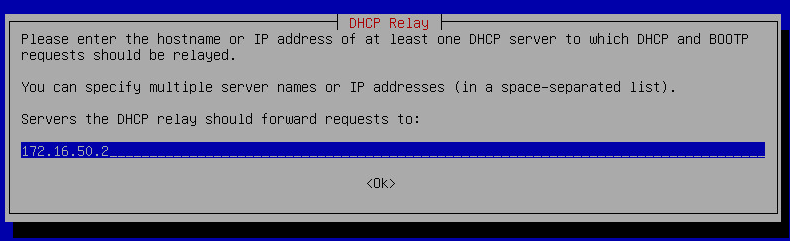 DHCP Relay
Please enter the hostname or IP address of at least one DHCP server to which DHCP and BOOTP
requests should be relayed.
You can specify multiple server names or IP addresses (in a space-separated list).
Servers the DHCP relay should forward requests to:
172.16.50.2
<Ok>